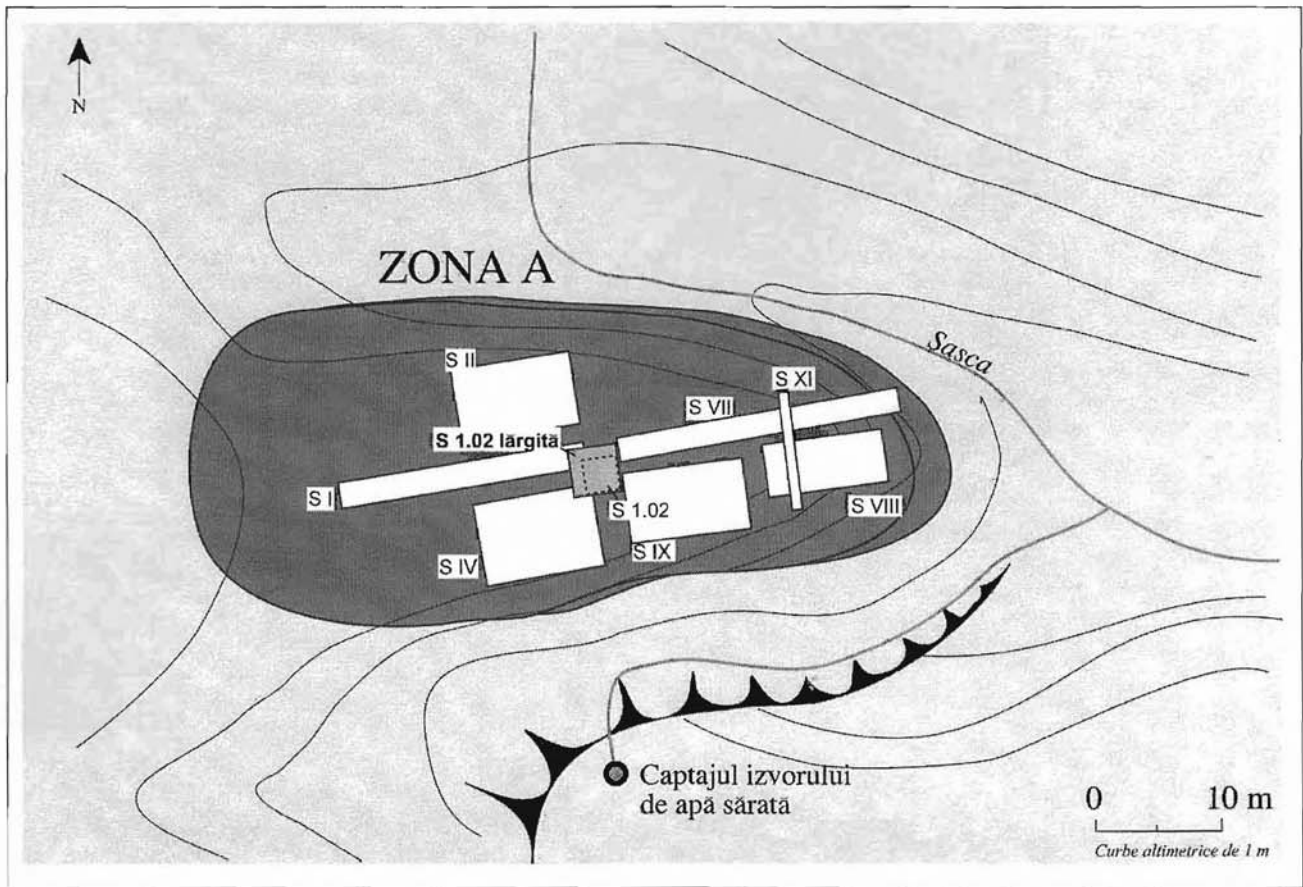 N
ZONA A
Sasca
S II
S XI
S VII
S 1.02 lărgită
S I
S 1.02
S VIII
S IV
S IX
Captajul izvorului
de apă sărată
0 10 m
Curbe altimetrice de 1 m